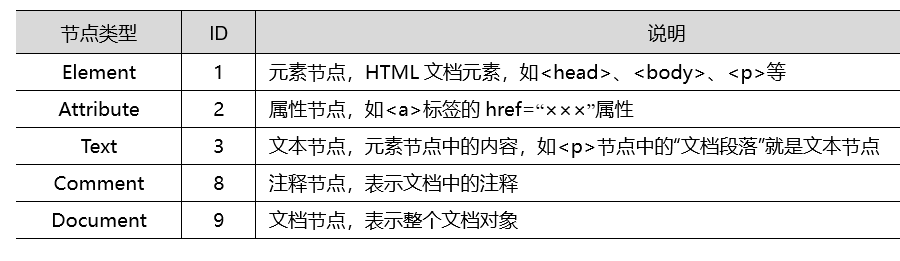 节点类型 ID 说明
Element 1 元素节点，HTML 文档元素，如<head>、<body>、<p>等
Attribute 2 属性节点，如<a>标签的 href=“×××”属性
Text 3 文本节点，元素节点中的内容，如<p>节点中的“文档段落”就是文本节点
Comment 8 注释节点，表示文档中的注释
Document 9 文档节点，表示整个文档对象